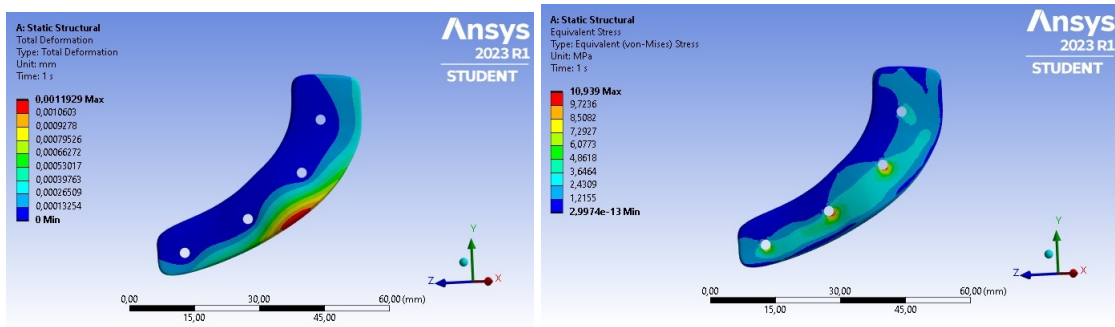 A: Static Structural
Total Deformation
Type: Total Deformation
Unit: mm
Time: 1 s
0,0011929 Max
0,0010603
0,0009278
0,00079526
0,00066272
0,00053017
0,00039763
0,00026509
0,00013254
0 Min
Ansys
2023 R1
STUDENT
Y
Z
X
0,00
30,00
60,00 (mm)
15,00
45,00
A: Static Structural
Equivalent Stress
Type: Equivalent (von-Mises) Stress
Unit: MPa
Time: 1 s
10,939 Max
9,7236
8,5082
7,2927
6,0773
4,8618
3,6464
2,4309
1,2155
2,9974e-13 Min
Ansys
2023 R1
STUDENT
Y
Z
X
0,00
30,00
60,00 (mm)
15,00
45,00